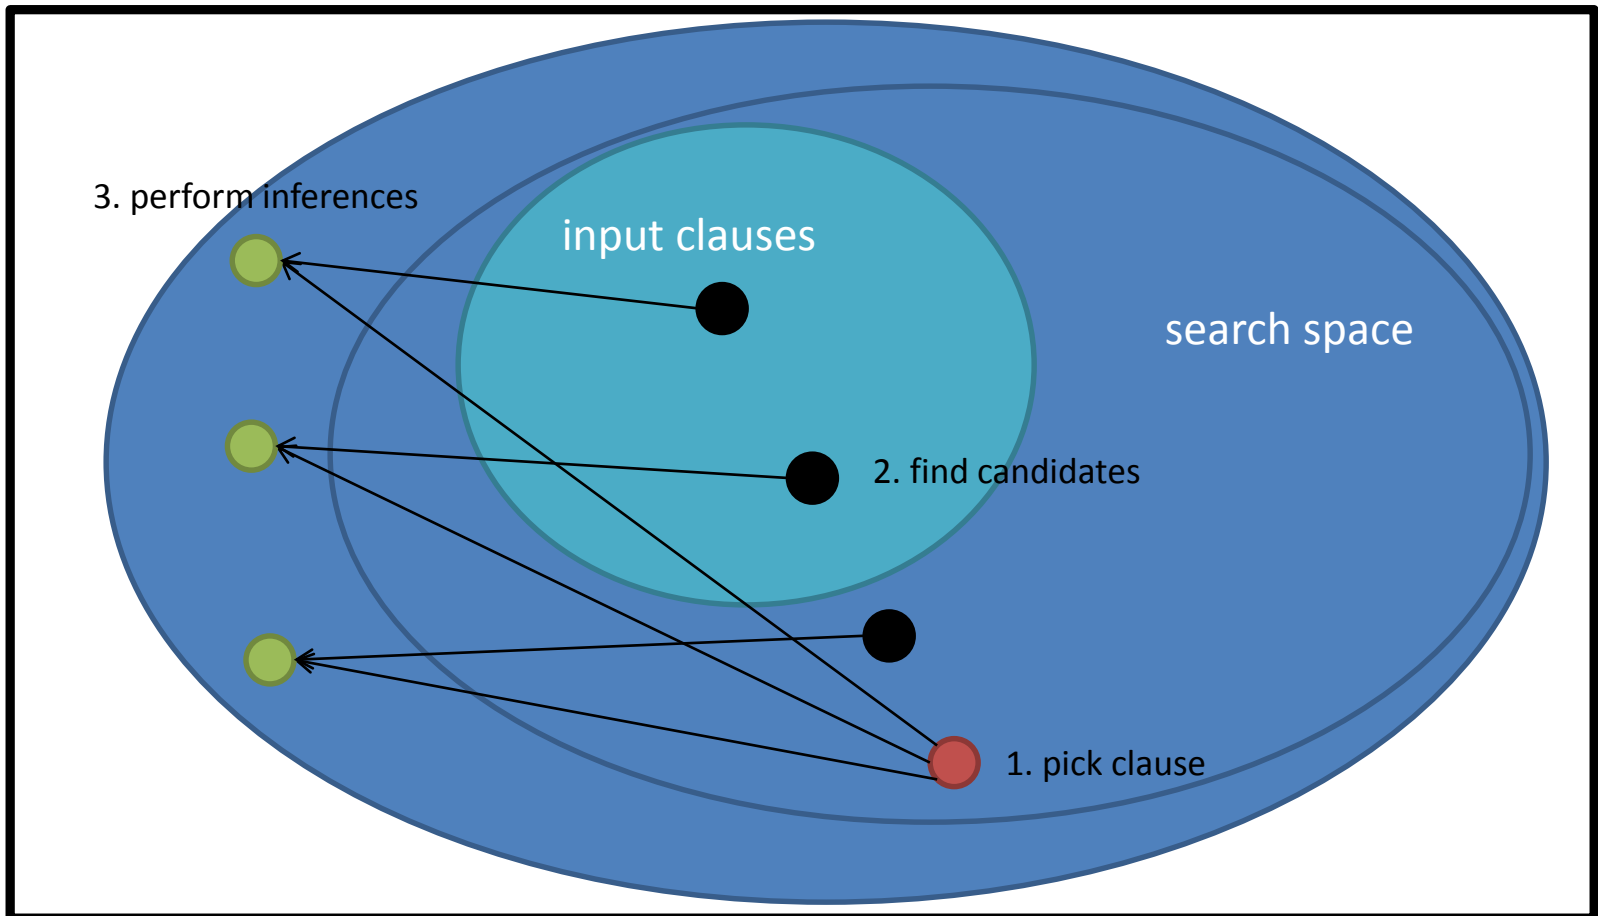 3. perform inferences
input clauses
search space
2. find candidates
1. pick clause